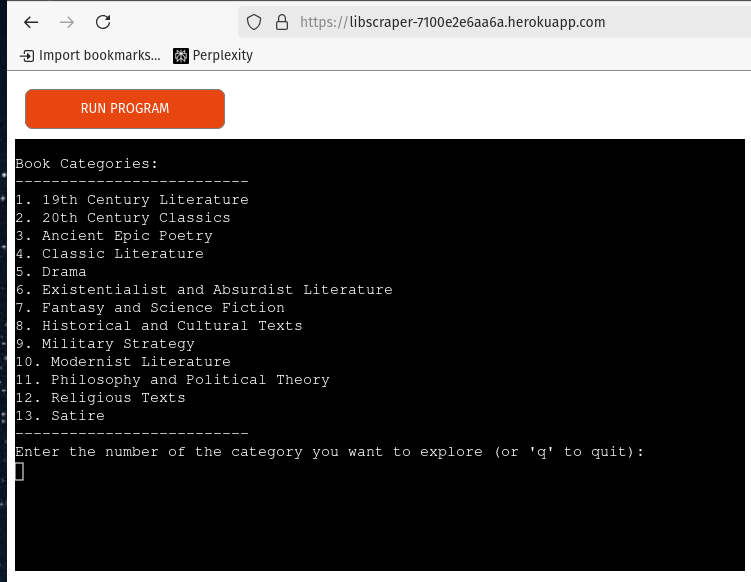 https://libscraper-7100e2e6aa6a.herokuapp.com
Import bookmarks... Perplexity
RUN PROGRAM
Book Categories:
--------------------------
1. 19th Century Literature
2. 20th Century Classics
3. Ancient Epic Poetry
4. Classic Literature
5. Drama
6. Existentialist and Absurdist Literature
7. Fantasy and Science Fiction
8. Historical and Cultural Texts
9. Military Strategy
10. Modernist Literature
11. Philosophy and Political Theory
12. Religious Texts
13. Satire
--------------------------
Enter the number of the category you want to explore (or 'q' to quit):